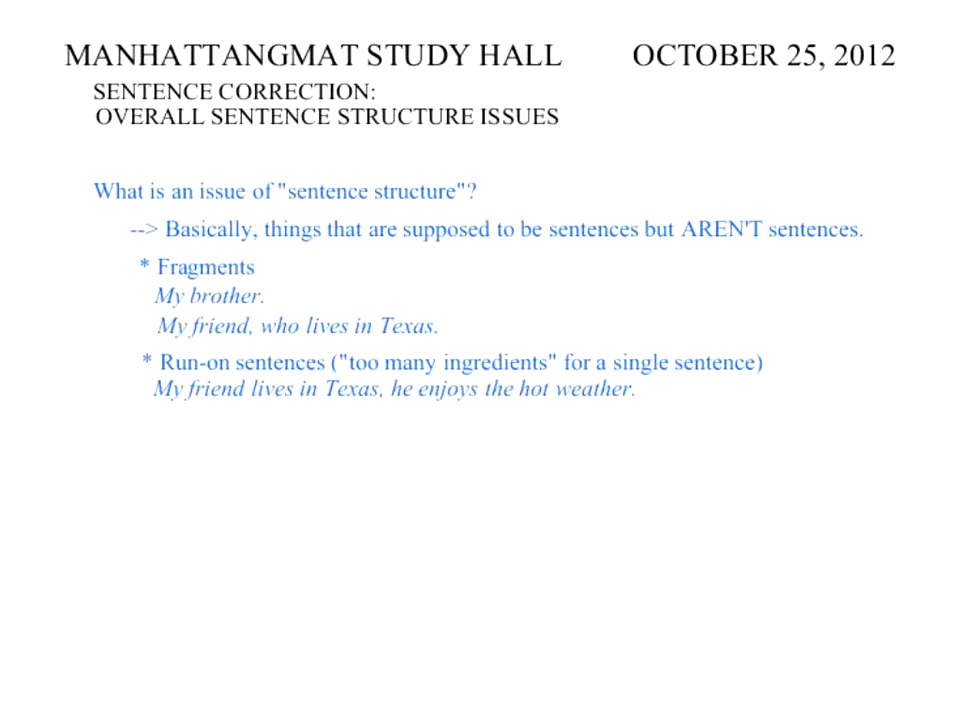 MANHATTANGMAT STUDY HALL OCTOBER 25, 2012
SENTENCE CORRECTION:
OVERALL SENTENCE STRUCTURE ISSUES
What is an issue of "sentence structure"?
--> Basically, things that are supposed to be sentences but AREN'T sentences.
* Fragments
My brother.
My friend, who lives in Texas.
* Run-on sentences ("too many ingredients" for a single sentence)
My friend lives in Texas, he enjoys the hot weather.